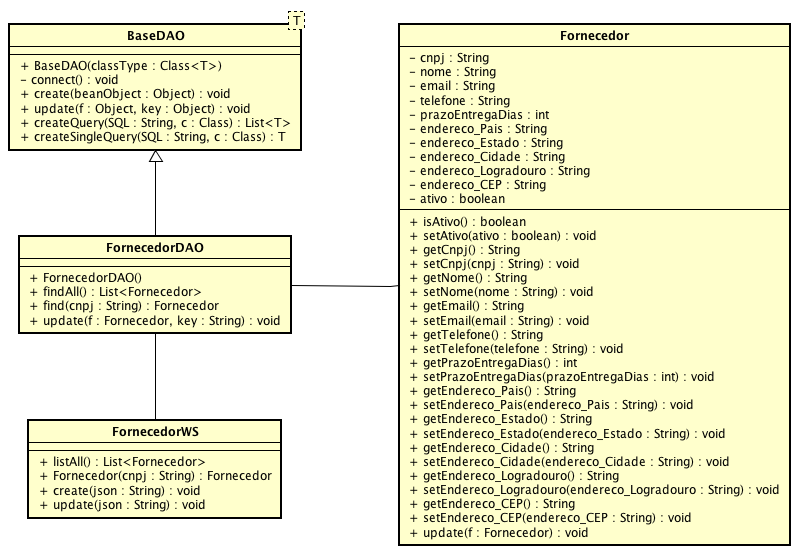 T
BaseDAO
+ BaseDAO(classType : Class<T>)
- connect() : void
+ create(beanObject : Object) : void
+ update(f : Object, key : Object) : void
+ createQuery(SQL : String, c : Class) : List<T>
+ createSingleQuery(SQL : String, c : Class) : T
FornecedorDAO
+ FornecedorDAO()
+ findAll() : List<Fornecedor>
+ find(cnpj : String) : Fornecedor
+ update(f : Fornecedor, key : String) : void
FornecedorWS
+ listAll() : List<Fornecedor>
+ Fornecedor(cnpj : String) : Fornecedor
+ create(json : String) : void
+ update(json : String) : void
Fornecedor
- cnpj : String
- nome : String
- email : String
- telefone : String
- prazoEntregaDias : int
- endereco_Pais : String
- endereco_Estado : String
- endereco_Cidade : String
- endereco_Logradouro : String
- endereco_CEP : String
- ativo : boolean
+ isAtivo() : boolean
+ setAtivo(ativo : boolean) : void
+ getCnpj() : String
+ setCnpj(cnpj : String) : void
+ getNome() : String
+ setNome(nome : String) : void
+ getEmail() : String
+ setEmail(email : String) : void
+ getTelefone() : String
+ setTelefone(telefone : String) : void
+ getPrazoEntregaDias() : int
+ setPrazoEntregaDias(prazoEntregaDias : int) : void
+ getEndereco_Pais() : String
+ setEndereco_Pais(endereco_Pais : String) : void
+ getEndereco_Estado() : String
+ setEndereco_Estado(endereco_Estado : String) : void
+ getEndereco_Cidade() : String
+ setEndereco_Cidade(endereco_Cidade : String) : void
+ getEndereco_Logradouro() : String
+ setEndereco_Logradouro(endereco_Logradouro : String) : void
+ getEndereco_CEP() : String
+ setEndereco_CEP(endereco_CEP : String) : void
+ update(f : Fornecedor) : void